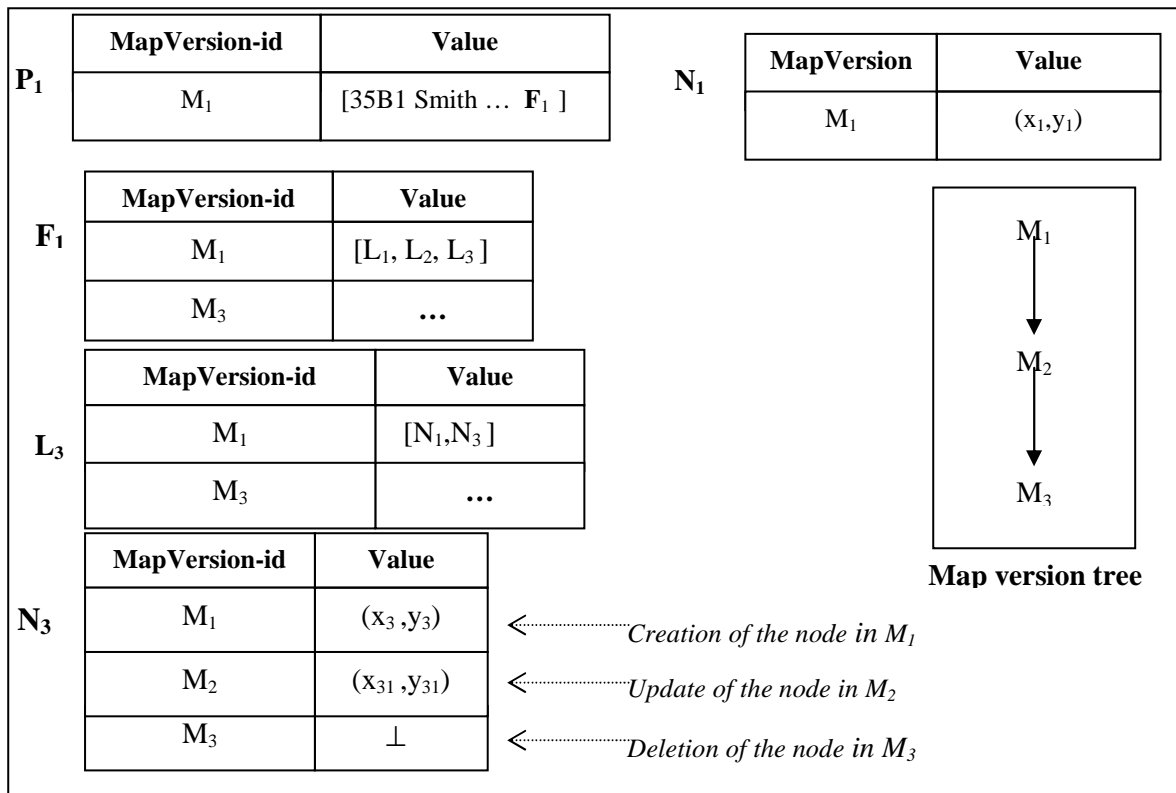 P₁
MapVersion-id Value
M₁ [35B1 Smith … F₁ ]
N₁
MapVersion Value
M₁ (x₁,y₁)
F₁
MapVersion-id Value
M₁ [L₁, L₂, L₃ ]
M₃ …
L₃
MapVersion-id Value
M₁ [N₁,N₃ ]
M₃ …
M₁
M₂
M₃
Map version tree
N₃
MapVersion-id Value
M₁ (x₃ ,y₃)
Creation of the node in M₁
M₂ (x₃₁ ,y₃₁)
Update of the node in M₂
M₃ ⊥
Deletion of the node in M₃